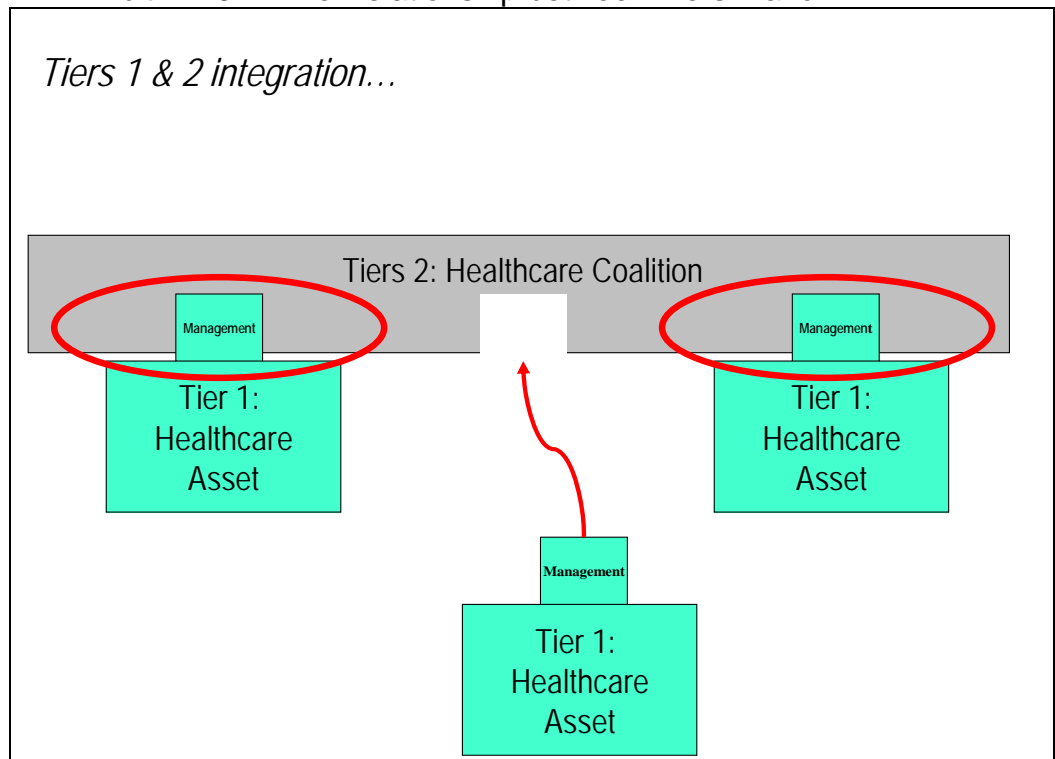 Tiers 1 & 2 integration…
Tiers 2: Healthcare Coalition
Management
Tier 1:
Healthcare
Asset
Management
Tier 1:
Healthcare
Asset
Management
Tier 1:
Healthcare
Asset